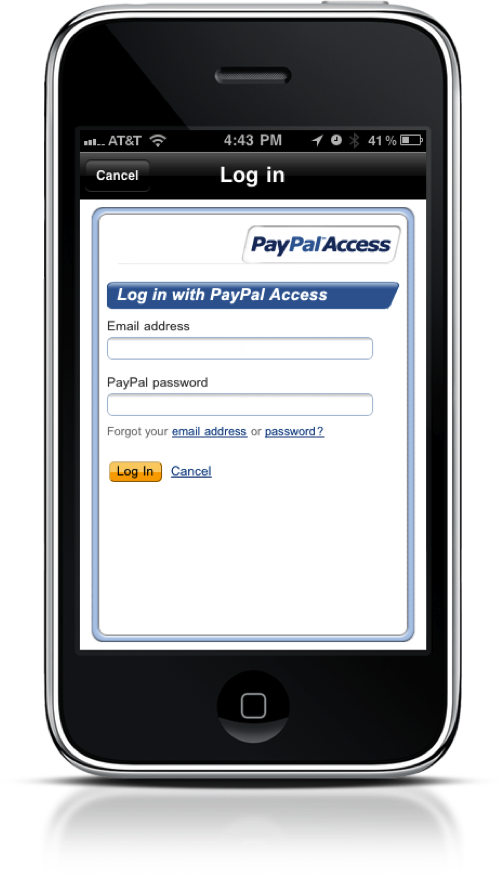 AT&T 4:43 PM 41%
Cancel Log in
PayPal Access
Log in with PayPal Access
Email address
PayPal password
Forgot your email address or password?
Log In Cancel